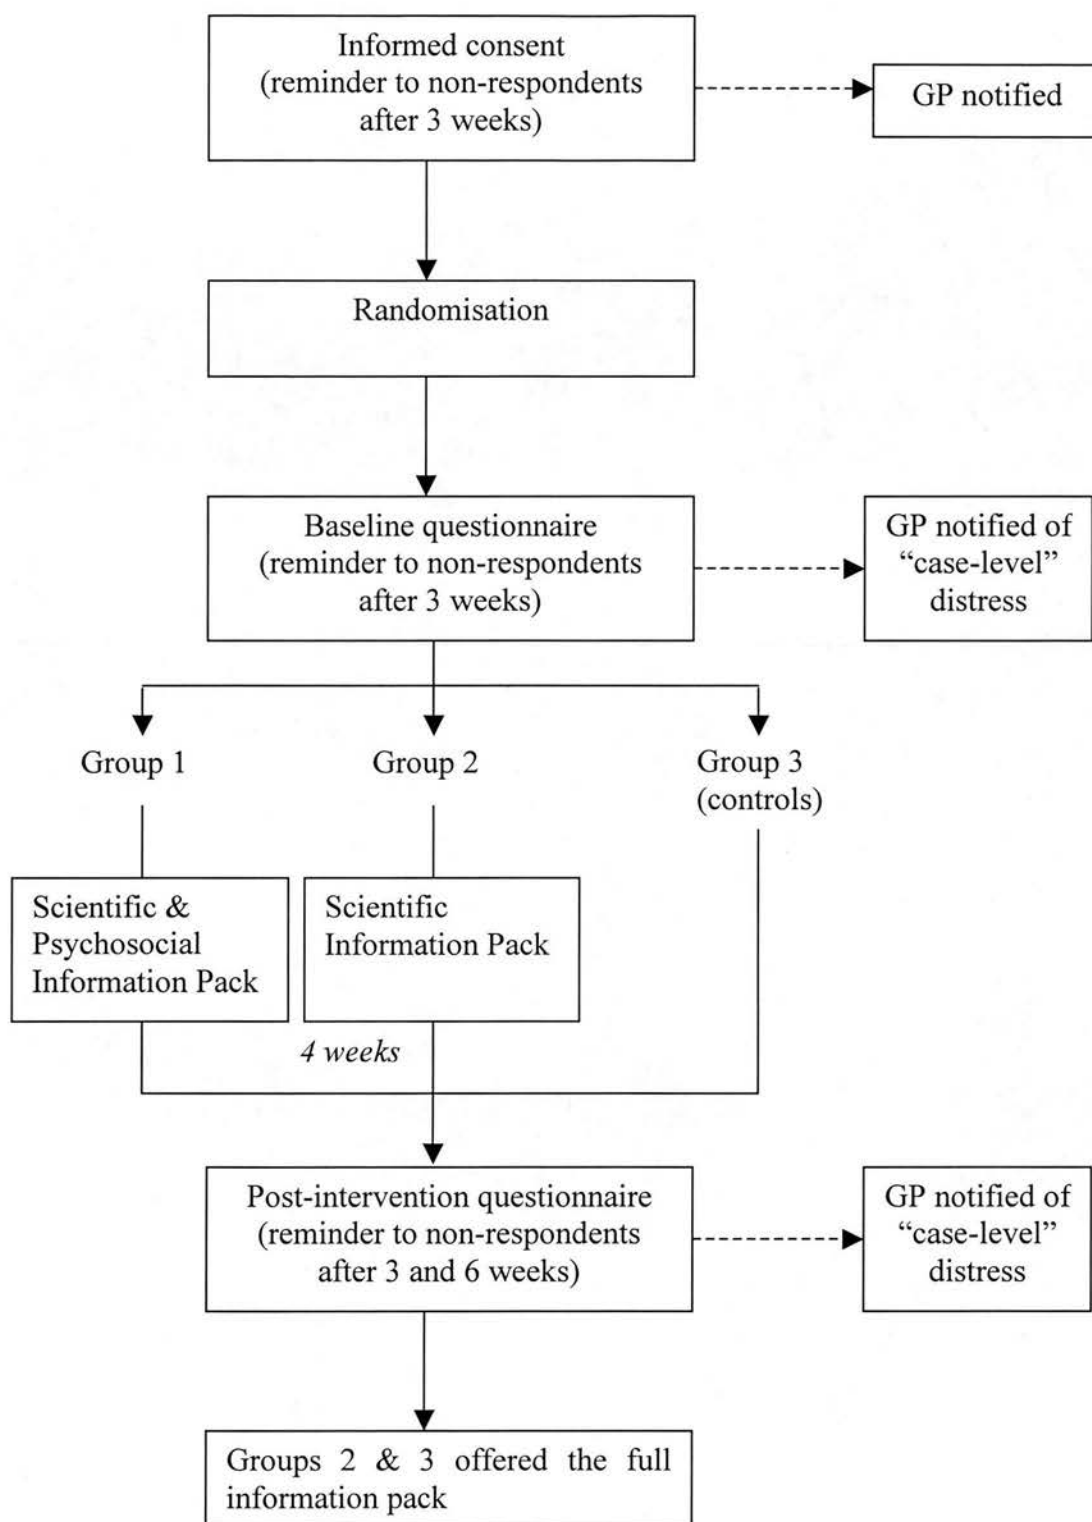 Informed consent
(reminder to non-respondents
after 3 weeks)
GP notified
Randomisation
Baseline questionnaire
(reminder to non-respondents
after 3 weeks)
GP notified of
“case-level”
distress
Group 1
Group 2
Group 3
(controls)
Scientific &
Psychosocial
Information Pack
Scientific
Information Pack
4 weeks
Post-intervention questionnaire
(reminder to non-respondents
after 3 and 6 weeks)
GP notified of
“case-level”
distress
Groups 2 & 3 offered the full
information pack